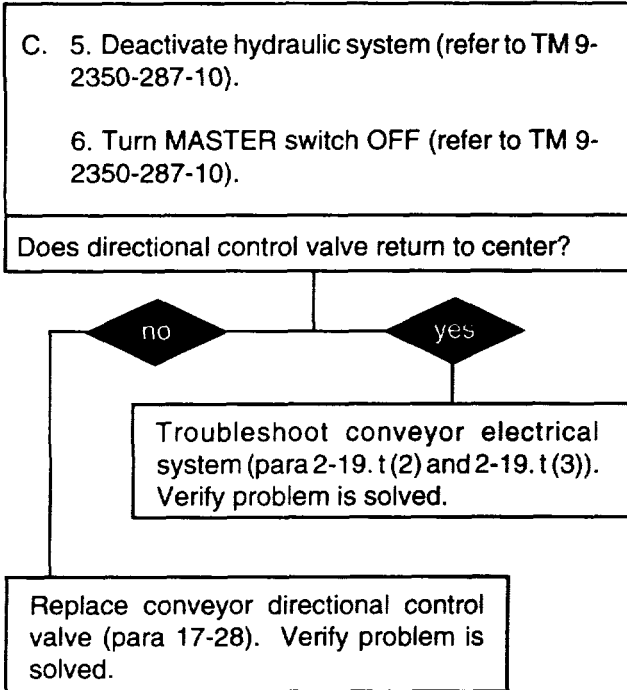 C. 5. Deactivate hydraulic system (refer to TM 9-
2350-287-10).
6. Turn MASTER switch OFF (refer to TM 9-
2350-287-10).
Does directional control valve return to center?
no
yes
Troubleshoot conveyor electrical
system (para 2-19. t (2) and 2-19. t (3)).
Verify problem is solved.
Replace conveyor directional control
valve (para 17-28). Verify problem is
solved.